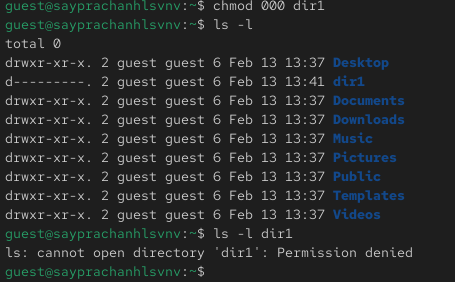 guest@sayprachanhlsvnv:~$ chmod 000 dir1
guest@sayprachanhlsvnv:~$ ls -l
total 0
drwxr-xr-x. 2 guest guest 6 Feb 13 13:37 Desktop
d---------. 2 guest guest 6 Feb 13 13:41 dir1
drwxr-xr-x. 2 guest guest 6 Feb 13 13:37 Documents
drwxr-xr-x. 2 guest guest 6 Feb 13 13:37 Downloads
drwxr-xr-x. 2 guest guest 6 Feb 13 13:37 Music
drwxr-xr-x. 2 guest guest 6 Feb 13 13:37 Pictures
drwxr-xr-x. 2 guest guest 6 Feb 13 13:37 Public
drwxr-xr-x. 2 guest guest 6 Feb 13 13:37 Templates
drwxr-xr-x. 2 guest guest 6 Feb 13 13:37 Videos
guest@sayprachanhlsvnv:~$ ls -l dir1
ls: cannot open directory 'dir1': Permission denied
guest@sayprachanhlsvnv:~$